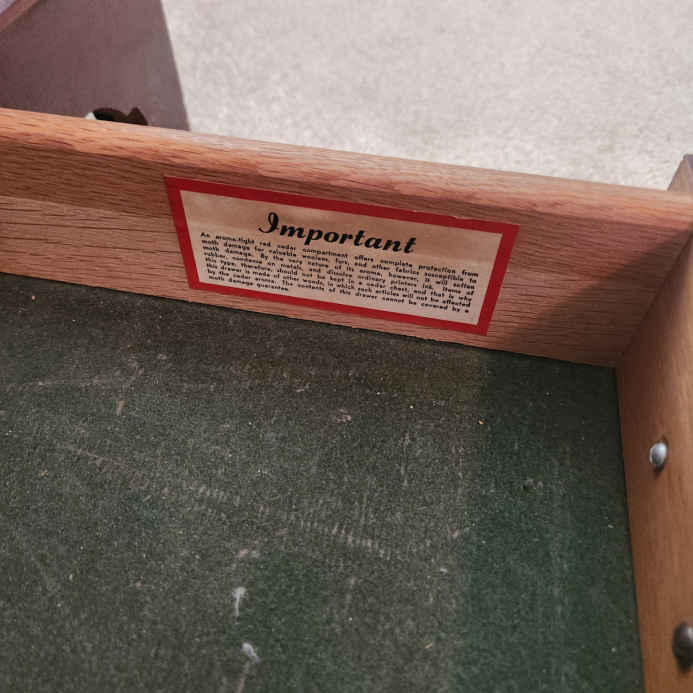 Important
An aroma-tight red cedar compartment offers complete protection from
moth damage for valuable woolens, furs, and other fabrics susceptible to
moth damage. By the very nature of its aroma, however, it will soften
rubber, condense on metals, and dissolve ordinary printers ink. Items of
this type, therefore, should not be kept in a cedar chest, and that is why
this drawer is made of other woods, in which such articles will not be affected
by the cedar aroma. The contents of this drawer cannot be covered by a
moth damage guarantee.